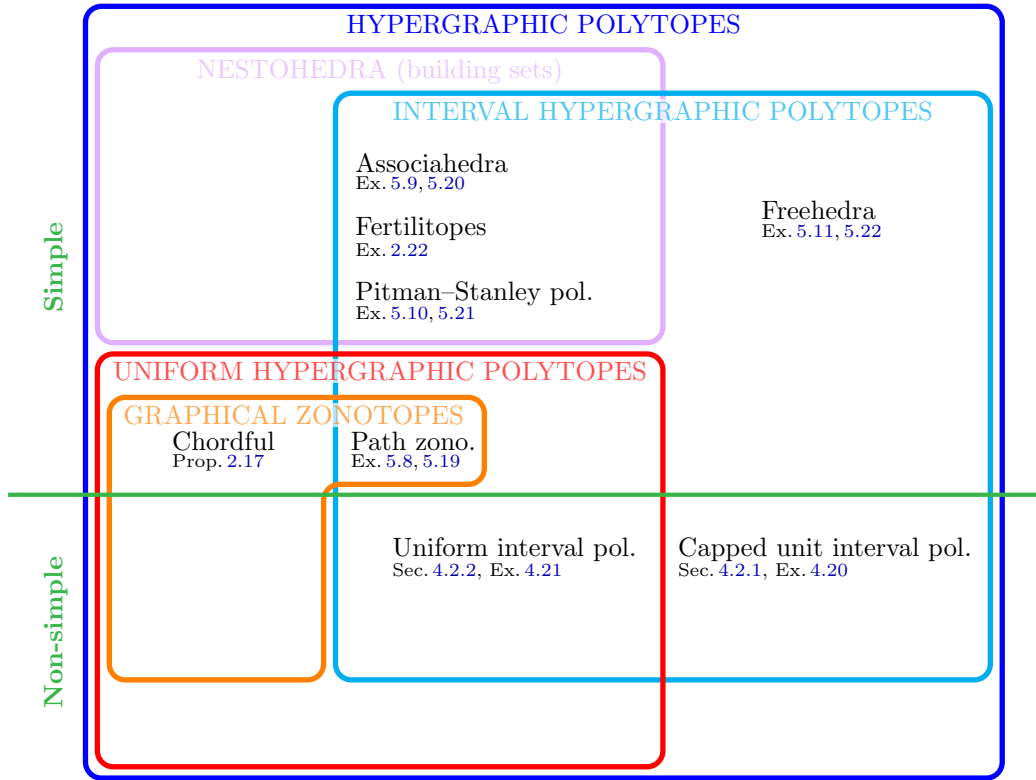 HYPERGRAPHIC POLYTOPES
NESTOHEDRA (building sets)
INTERVAL HYPERGRAPHIC POLYTOPES
Associahedra
Ex. 5.9, 5.20
Freehedra
Ex. 5.11, 5.22
Fertilitopes
Ex. 2.22
Simple
Pitman–Stanley pol.
Ex. 5.10, 5.21
UNIFORM HYPERGRAPHIC POLYTOPES
GRAPHICAL ZONOTOPES
Chordful
Prop. 2.17
Path zono.
Ex. 5.8, 5.19
Non-simple
Uniform interval pol.
Sec. 4.2.2, Ex. 4.21
Capped unit interval pol.
Sec. 4.2.1, Ex. 4.20